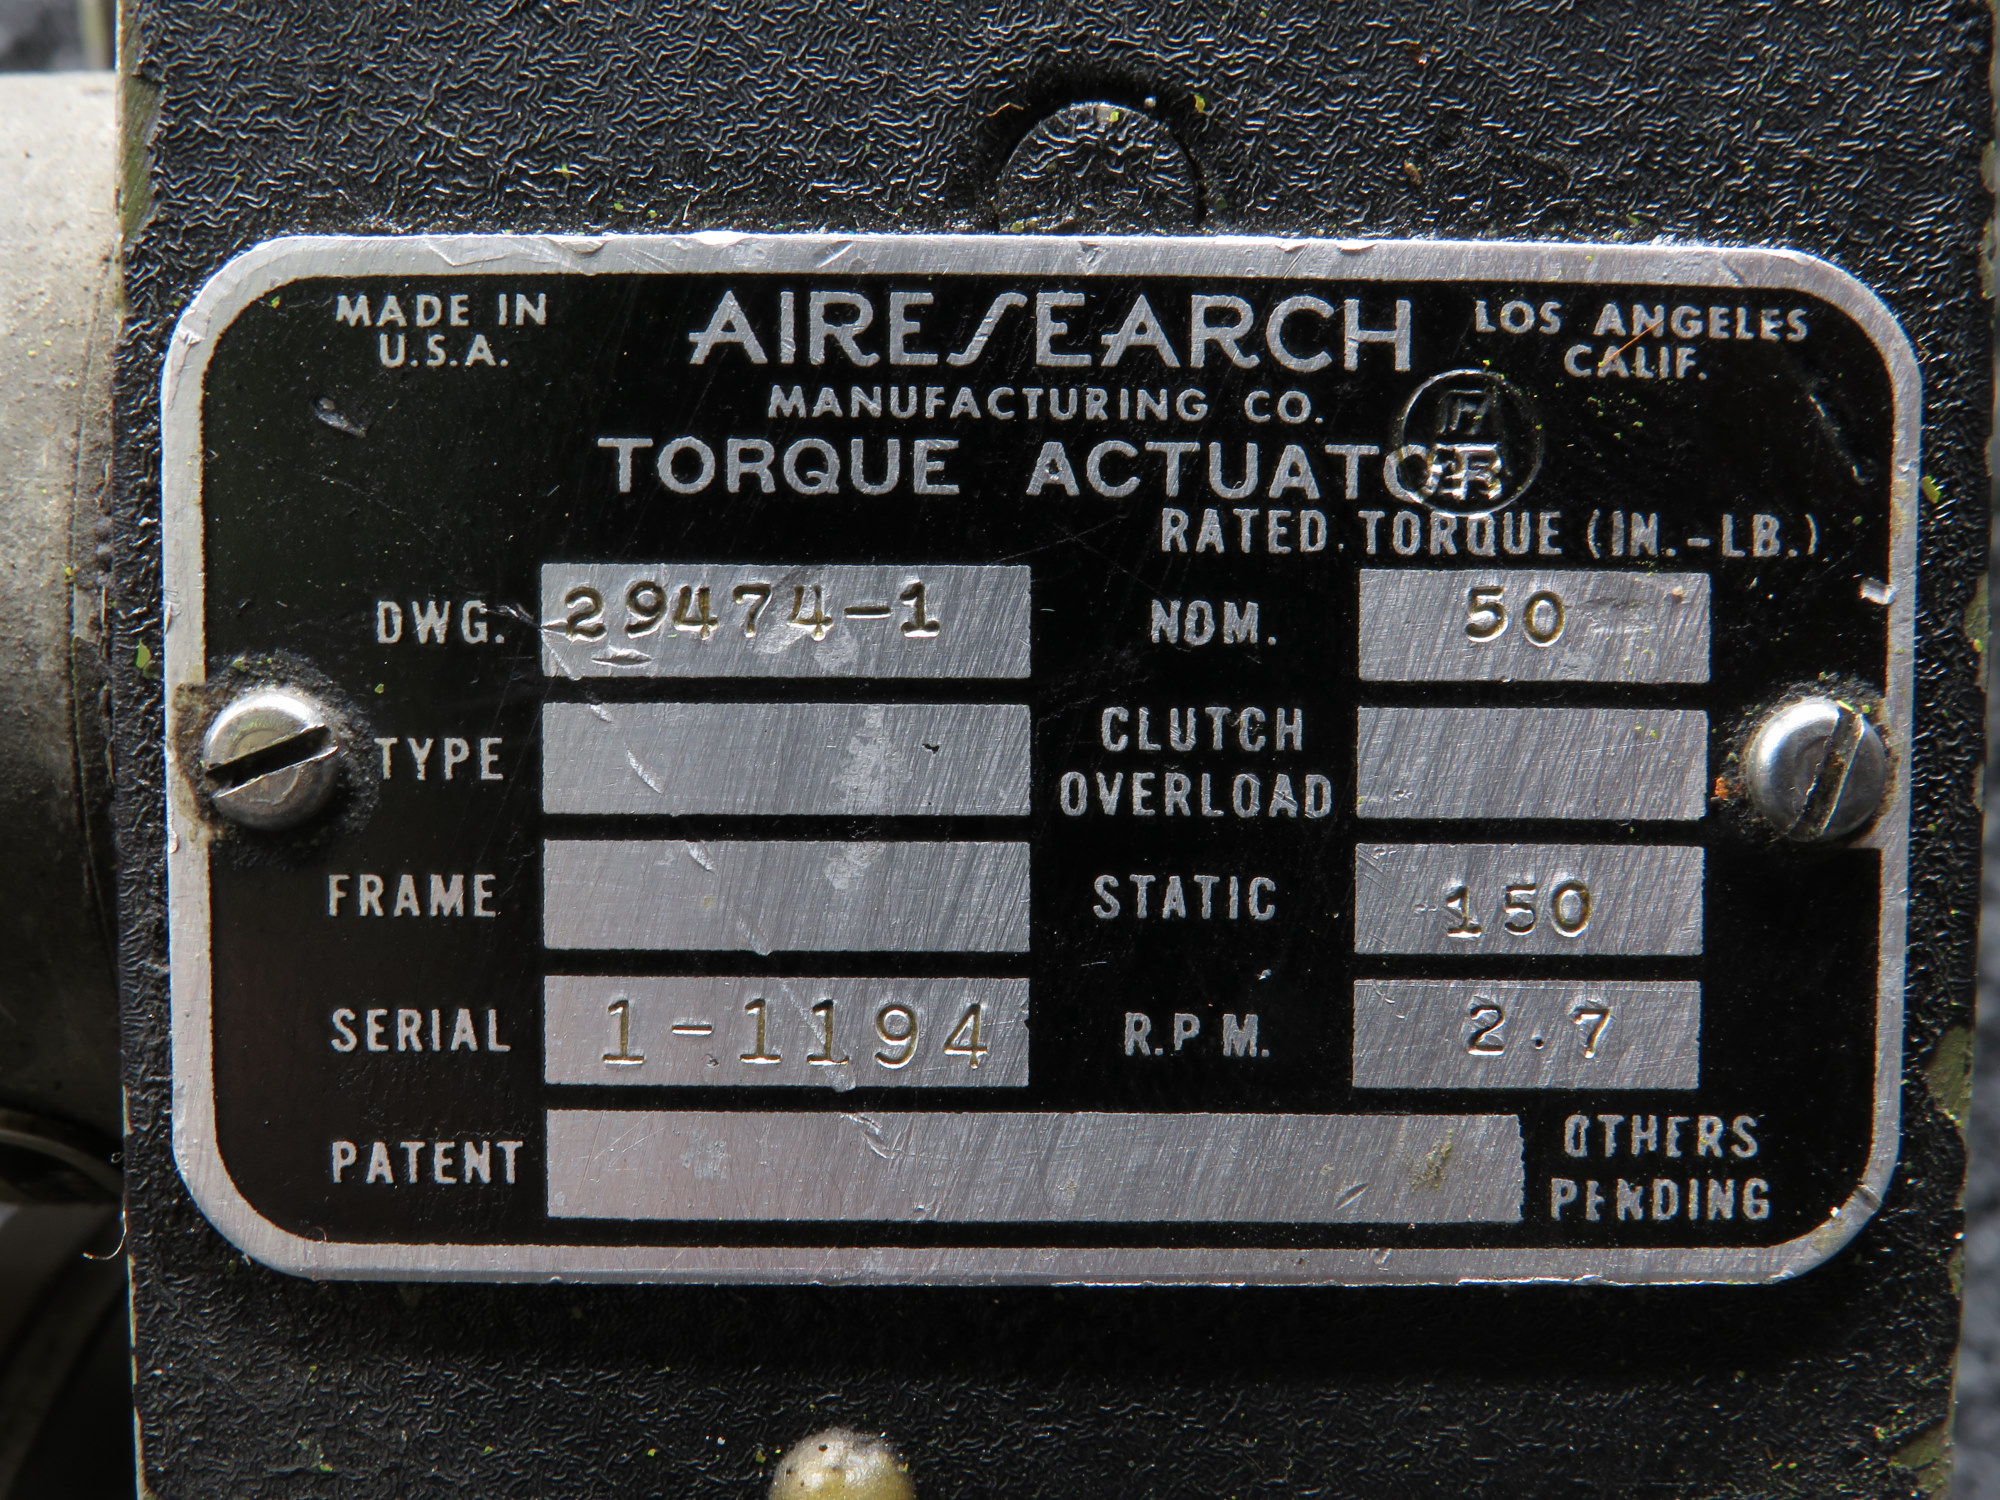 MADE IN
U.S.A.
AIRESEARCH
MANUFACTURING CO.
LOS ANGELES
CALIF.
TORQUE ACTUATOR
RATED TORQUE (IN.-LB.)
DWG. 29474-1
NOM. 50
TYPE
CLUTCH
OVERLOAD
FRAME
STATIC 150
SERIAL 1-1194
R.P.M. 2.7
PATENT
OTHERS
PENDING